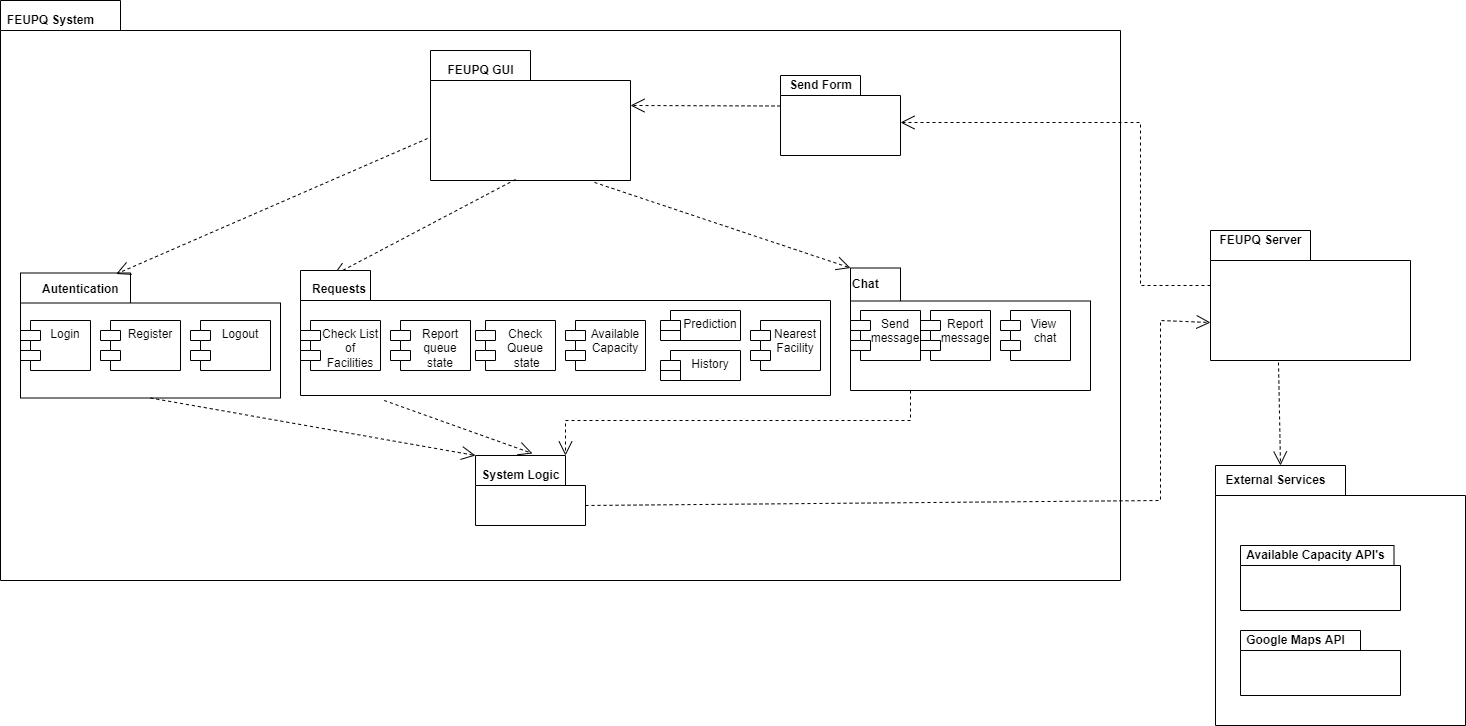 FEUPQ System
FEUPQ GUI
Send Form
FEUPQ Server
Autentication
Login
Register
Logout
Requests
Check List
of
Facilities
Report
queue
state
Check
Queue
state
Available
Capacity
Prediction
History
Nearest
Facility
Chat
Send
message
Report
message
View
chat
System Logic
External Services
Available Capacity API's
Google Maps API